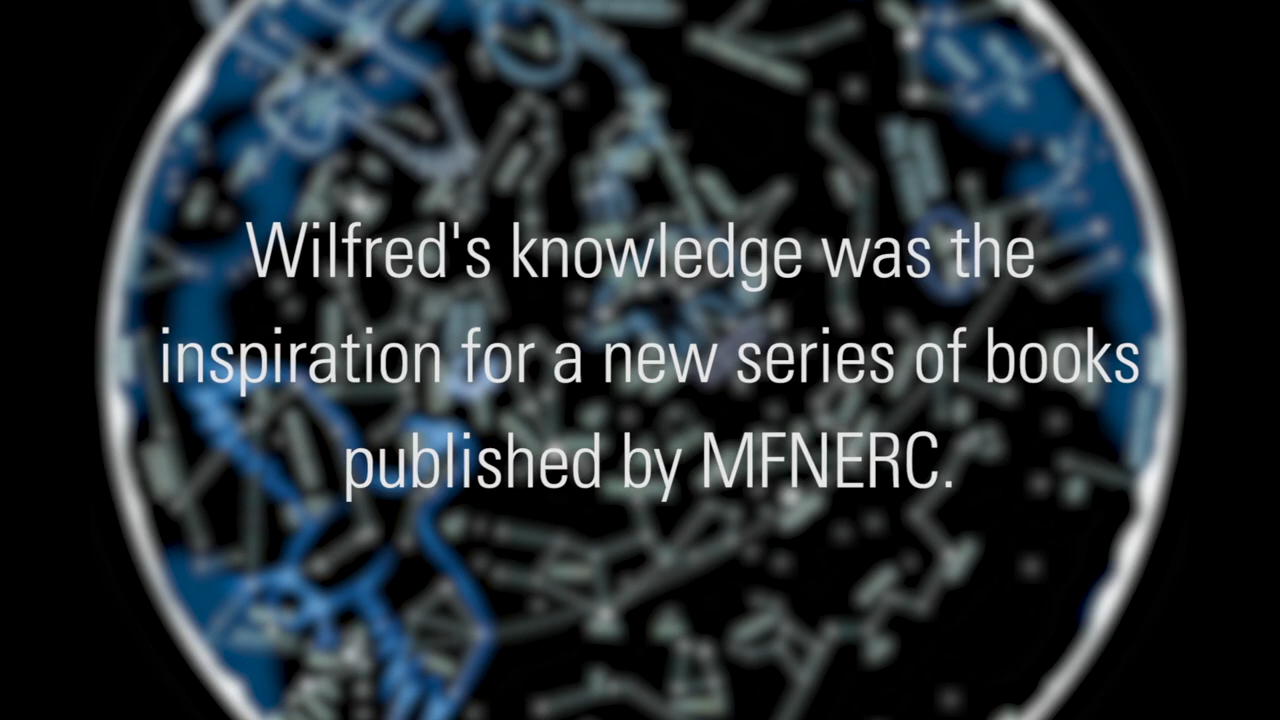 Wilfred's knowledge was the
inspiration for a new series of books
published by MFNERC.